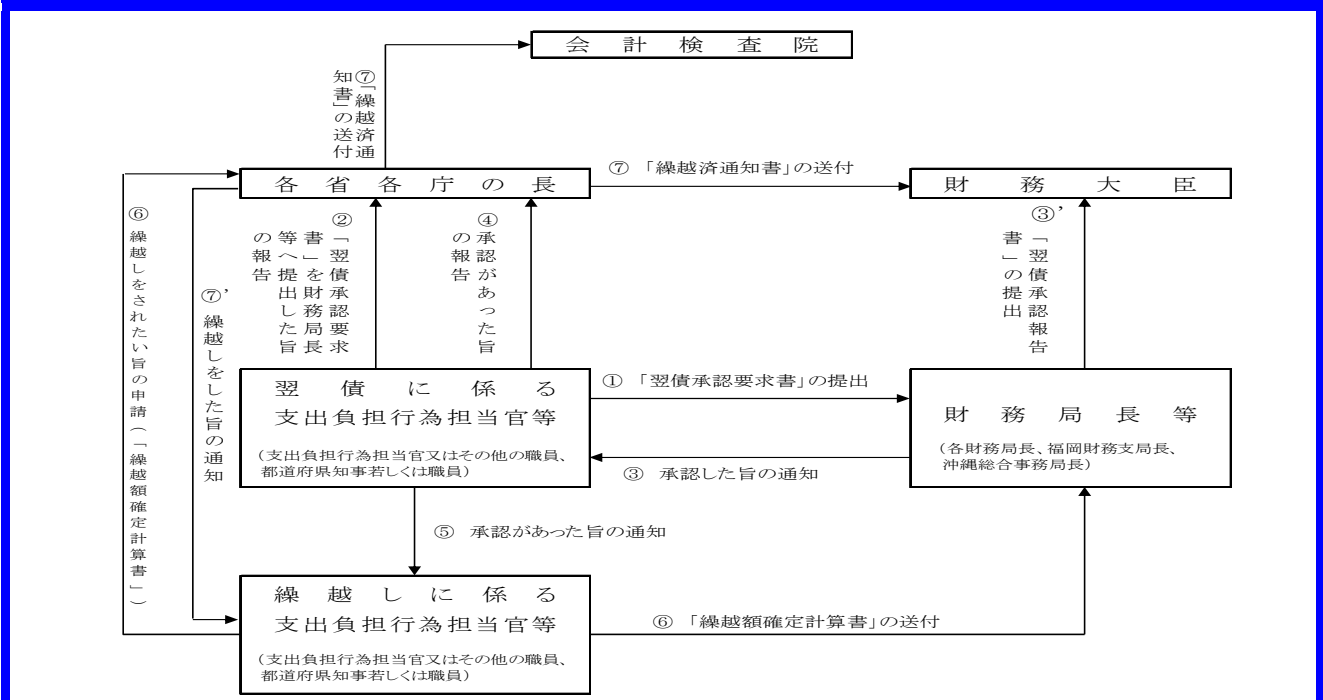 会計検査院
⑦「繰越済通
知書」の送付
各省各庁の長
⑦ 「繰越済通知書」の送付
財務大臣
⑥ 繰越しをされたい旨の申請(「繰越額確定計算書」)
⑦’ 繰越しをした旨の通知
②「翌債承認要求
書」を財務局長
等へ提出した旨
の報告
④承認があった旨
の報告
③’
「翌債承認報告
書」の提出
翌債に係る
支出負担行為担当官等
(支出負担行為担当官又はその他の職員、
都道府県知事若しくは職員)
① 「翌債承認要求書」の提出
③ 承認した旨の通知
財務局長等
(各財務局長、福岡財務支局長、
沖縄総合事務局長)
⑤ 承認があった旨の通知
繰越しに係る
支出負担行為担当官等
(支出負担行為担当官又はその他の職員、
都道府県知事若しくは職員)
⑥ 「繰越額確定計算書」の送付